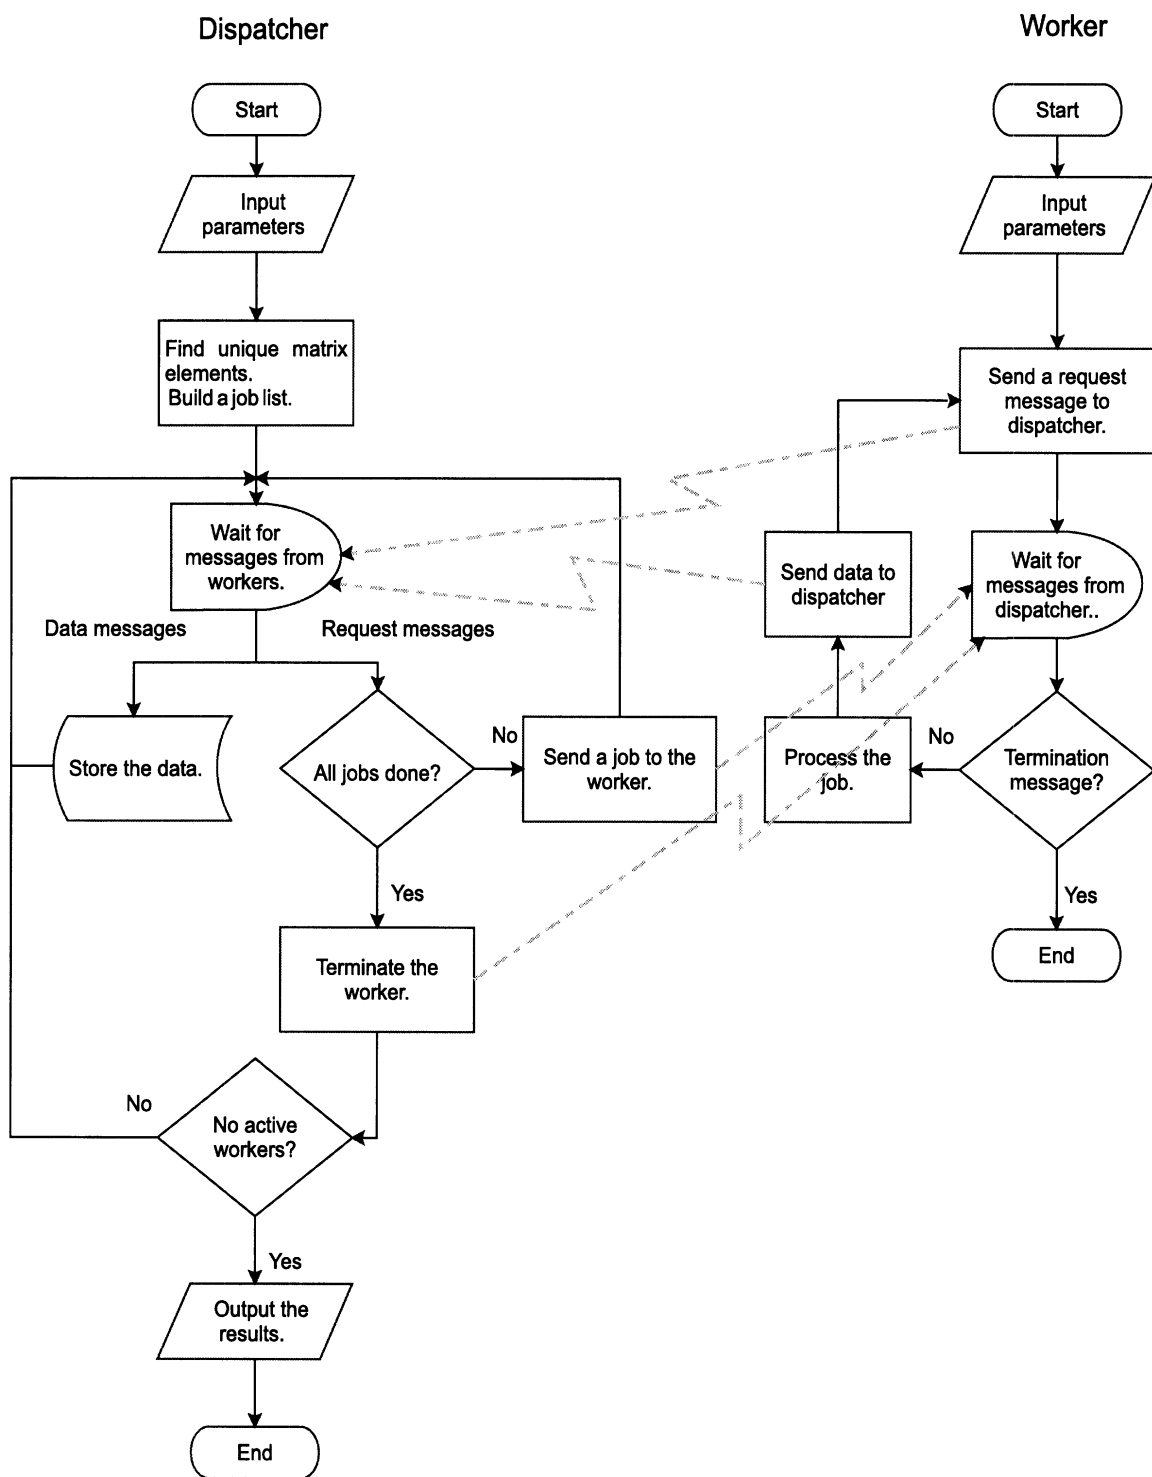 Dispatcher
Worker
Start
Input
parameters
Find unique matrix
elements.
Build a job list.
Wait for
messages from
workers.
Data messages
Request messages
Store the data.
All jobs done?
No
Send a job to the
worker.
Yes
Terminate the
worker.
No
No active
workers?
Yes
Output the
results.
End
Start
Input
parameters
Send a request
message to
dispatcher.
Send data to
dispatcher
Wait for
messages from
dispatcher..
Process the
job.
No
Termination
message?
Yes
End